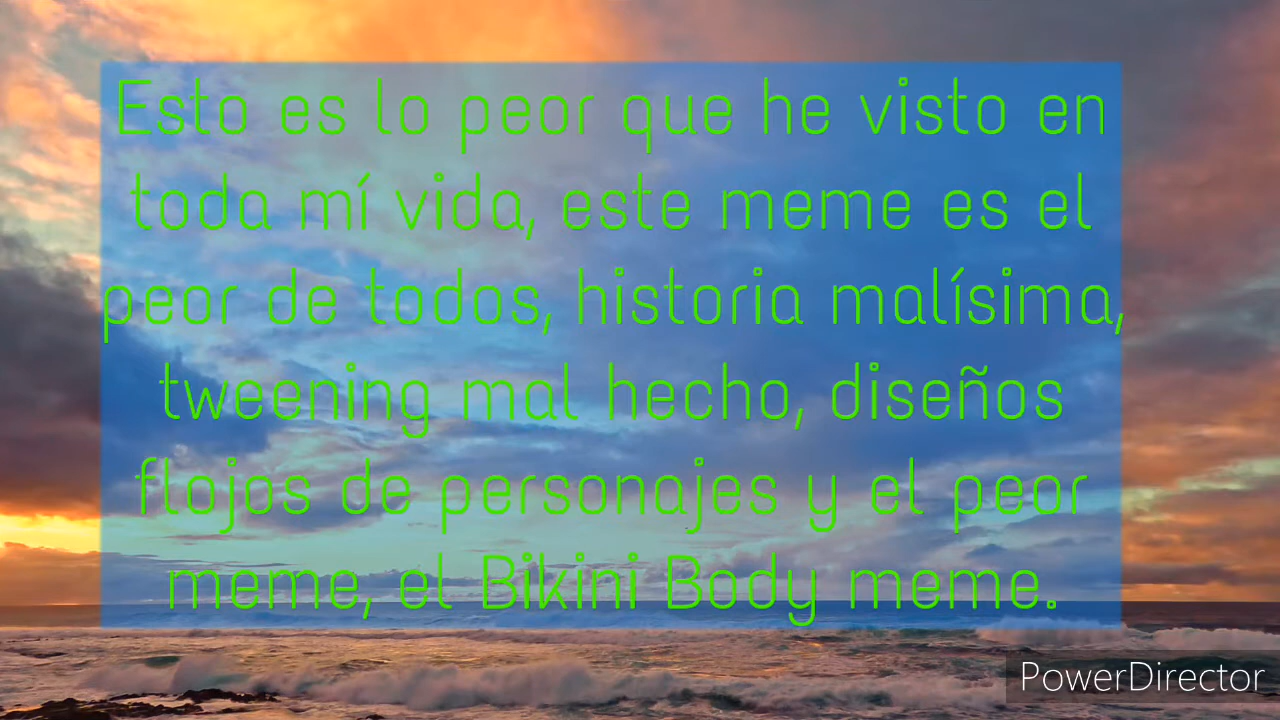 Esto es lo peor que he visto en
toda mí vida, este meme es el
peor de todos, historia malísima,
tweening mal hecho, diseños
flojos de personajes y el peor
meme, el Bikini Body meme.
PowerDirector